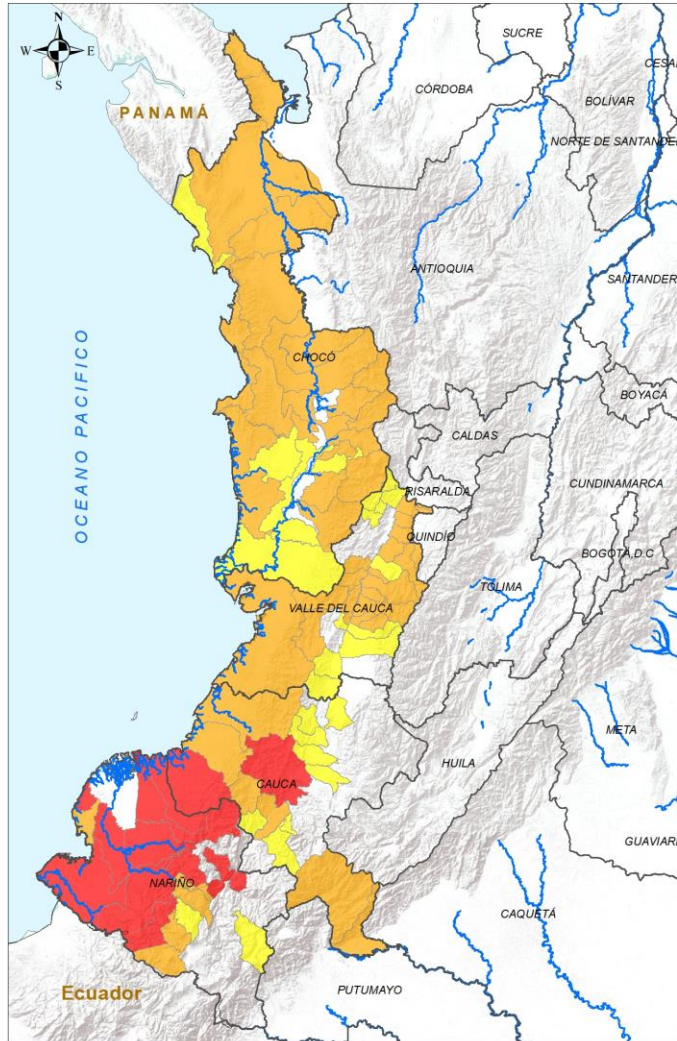 N
W E
S
PANAMÁ
SUCRE
CÓRDOBA
CESAR
BOLÍVAR
NORTE DE SANTANDER
ANTIOQUIA
SANTANDER
OCEANO PACIFICO
CHOCÓ
BOYACÁ
CALDAS
RISARALDA
CUNDINAMARCA
QUINDÍO
BOGOTÁ, D.C
TOLIMA
VALLE DEL CAUCA
META
HUILA
CAUCA
GUAVIARE
NARIÑO
CAQUETÁ
Ecuador
PUTUMAYO